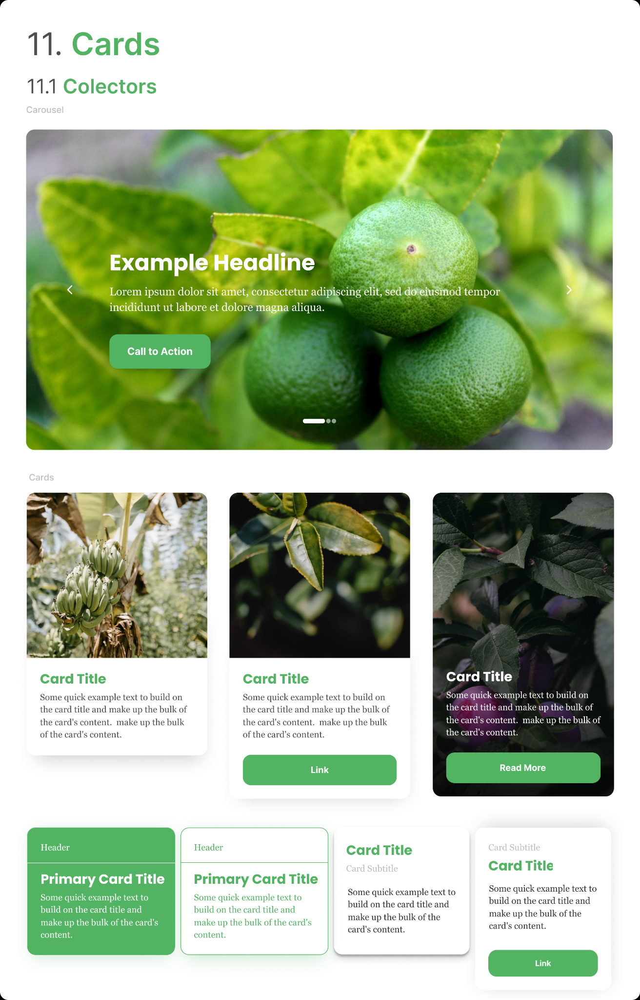 11. Cards
11.1 Colectors
Carousel
Example Headline
Lorem ipsum dolor sit amet, consectetur adipiscing elit, sed do eiusmod tempor
incididunt ut labore et dolore magna aliqua.
Call to Action
Cards
Card Title
Some quick example text to build on
the card title and make up the bulk of
the card's content.  make up the bulk
of the card's content.
Card Title
Some quick example text to build on
the card title and make up the bulk of
the card's content.  make up the bulk
of the card's content.
Link
Card Title
Some quick example text to build on
the card title and make up the bulk of
the card's content.  make up the bulk of
the card's content.
Read More
Header
Primary Card Title
Some quick example text to
build on the card title and
make up the bulk of the card's
content.
Header
Primary Card Title
Some quick example text to
build on the card title and
make up the bulk of the card's
content.
Card Title
Card Subtitle
Some quick example text to
build on the card title and
make up the bulk of the
card's content.
Card Subtitle
Card Title
Some quick example text to
build on the card title and
make up the bulk of the
card's content.
Link